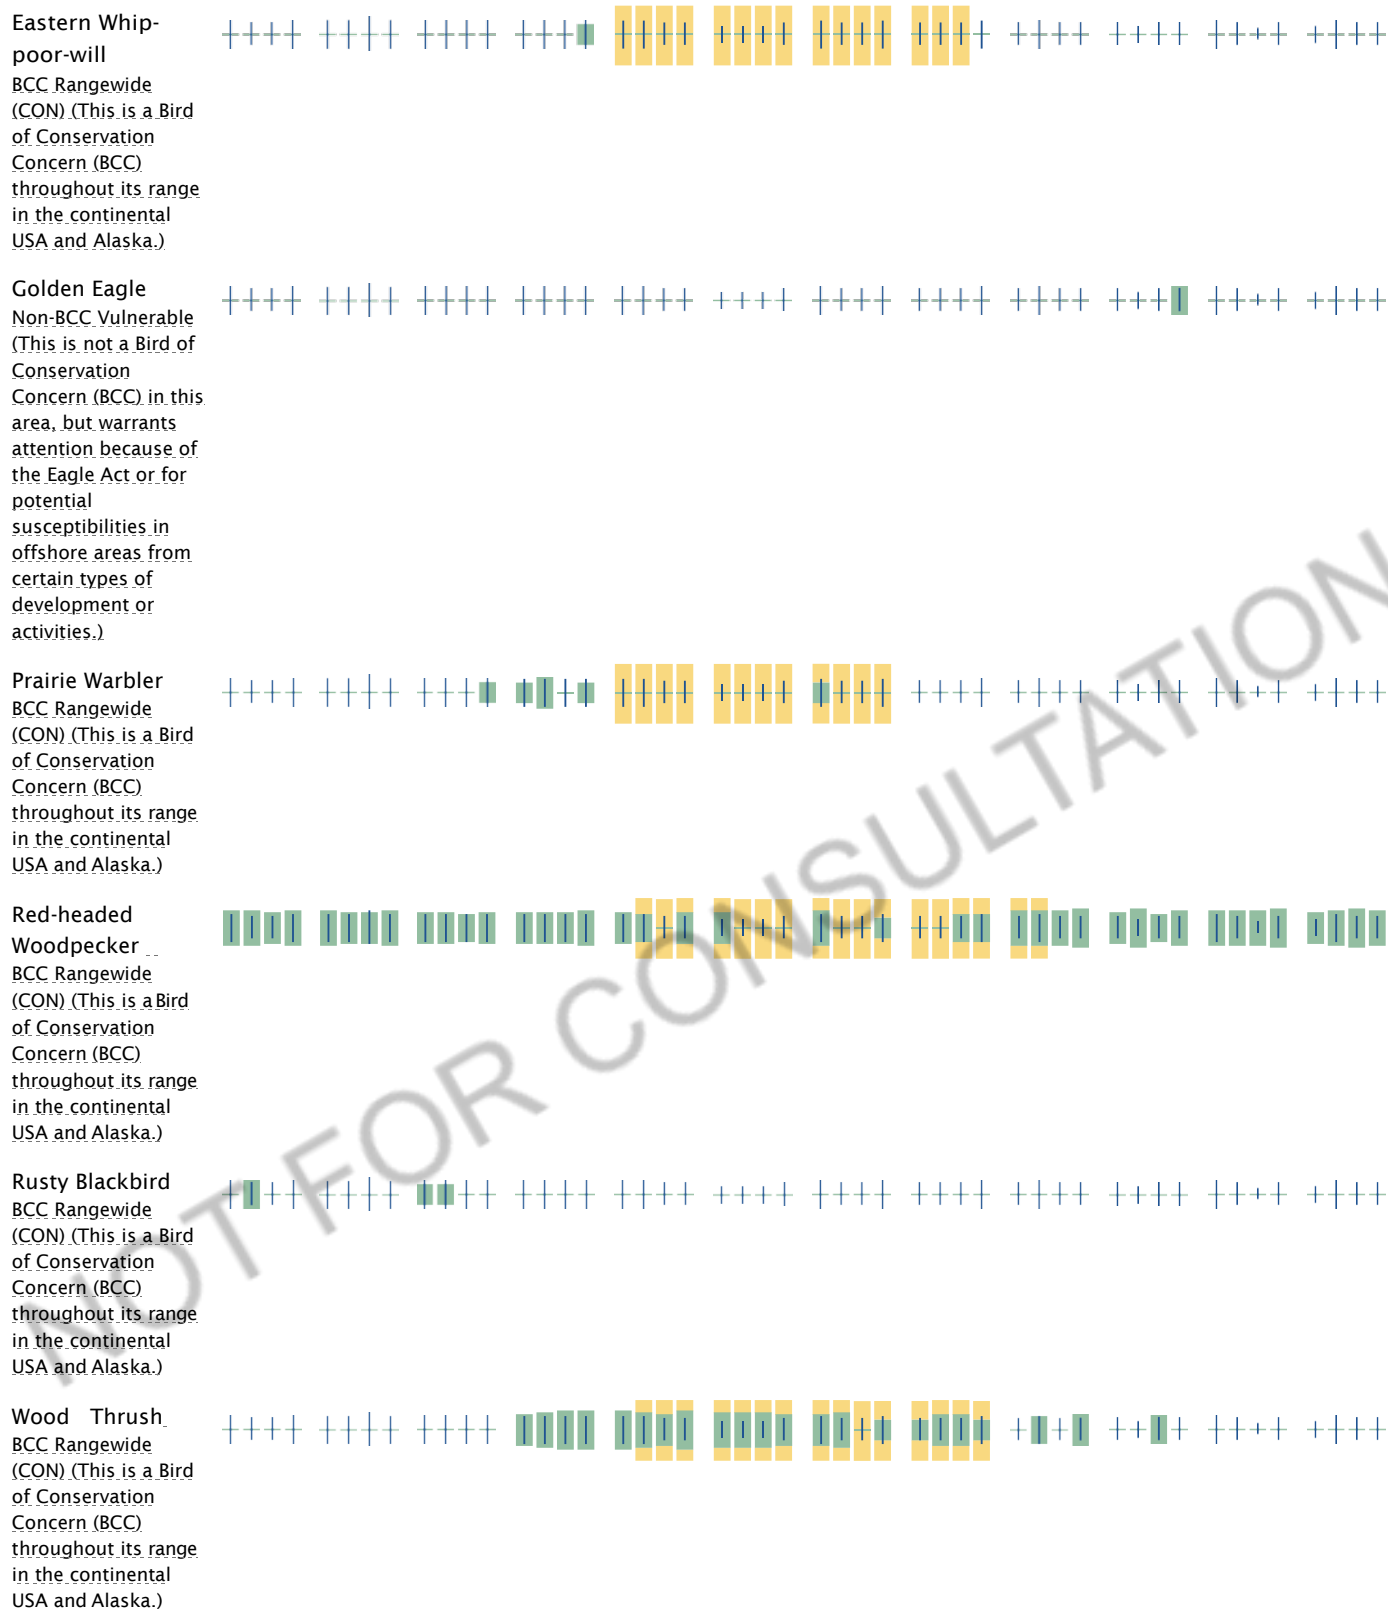 Eastern Whip-
poor-will
BCC Rangewide
(CON) (This is a Bird
of Conservation
Concern (BCC)
throughout its range
in the continental
USA and Alaska.)
Golden Eagle
Non-BCC Vulnerable
(This is not a Bird of
Conservation
Concern (BCC) in this
area, but warrants
attention because of
the Eagle Act or for
potential
susceptibilities in
offshore areas from
certain types of
development or
activities.)
Prairie Warbler
BCC Rangewide
(CON) (This is a Bird
of Conservation
Concern (BCC)
throughout its range
in the continental
USA and Alaska.)
Red-headed
Woodpecker
BCC Rangewide
(CON) (This is a Bird
of Conservation
Concern (BCC)
throughout its range
in the continental
USA and Alaska.)
Rusty Blackbird
BCC Rangewide
(CON) (This is a Bird
of Conservation
Concern (BCC)
throughout its range
in the continental
USA and Alaska.)
Wood Thrush
BCC Rangewide
(CON) (This is a Bird
of Conservation
Concern (BCC)
throughout its range
in the continental
USA and Alaska.)
NOT FOR CONSULTATION